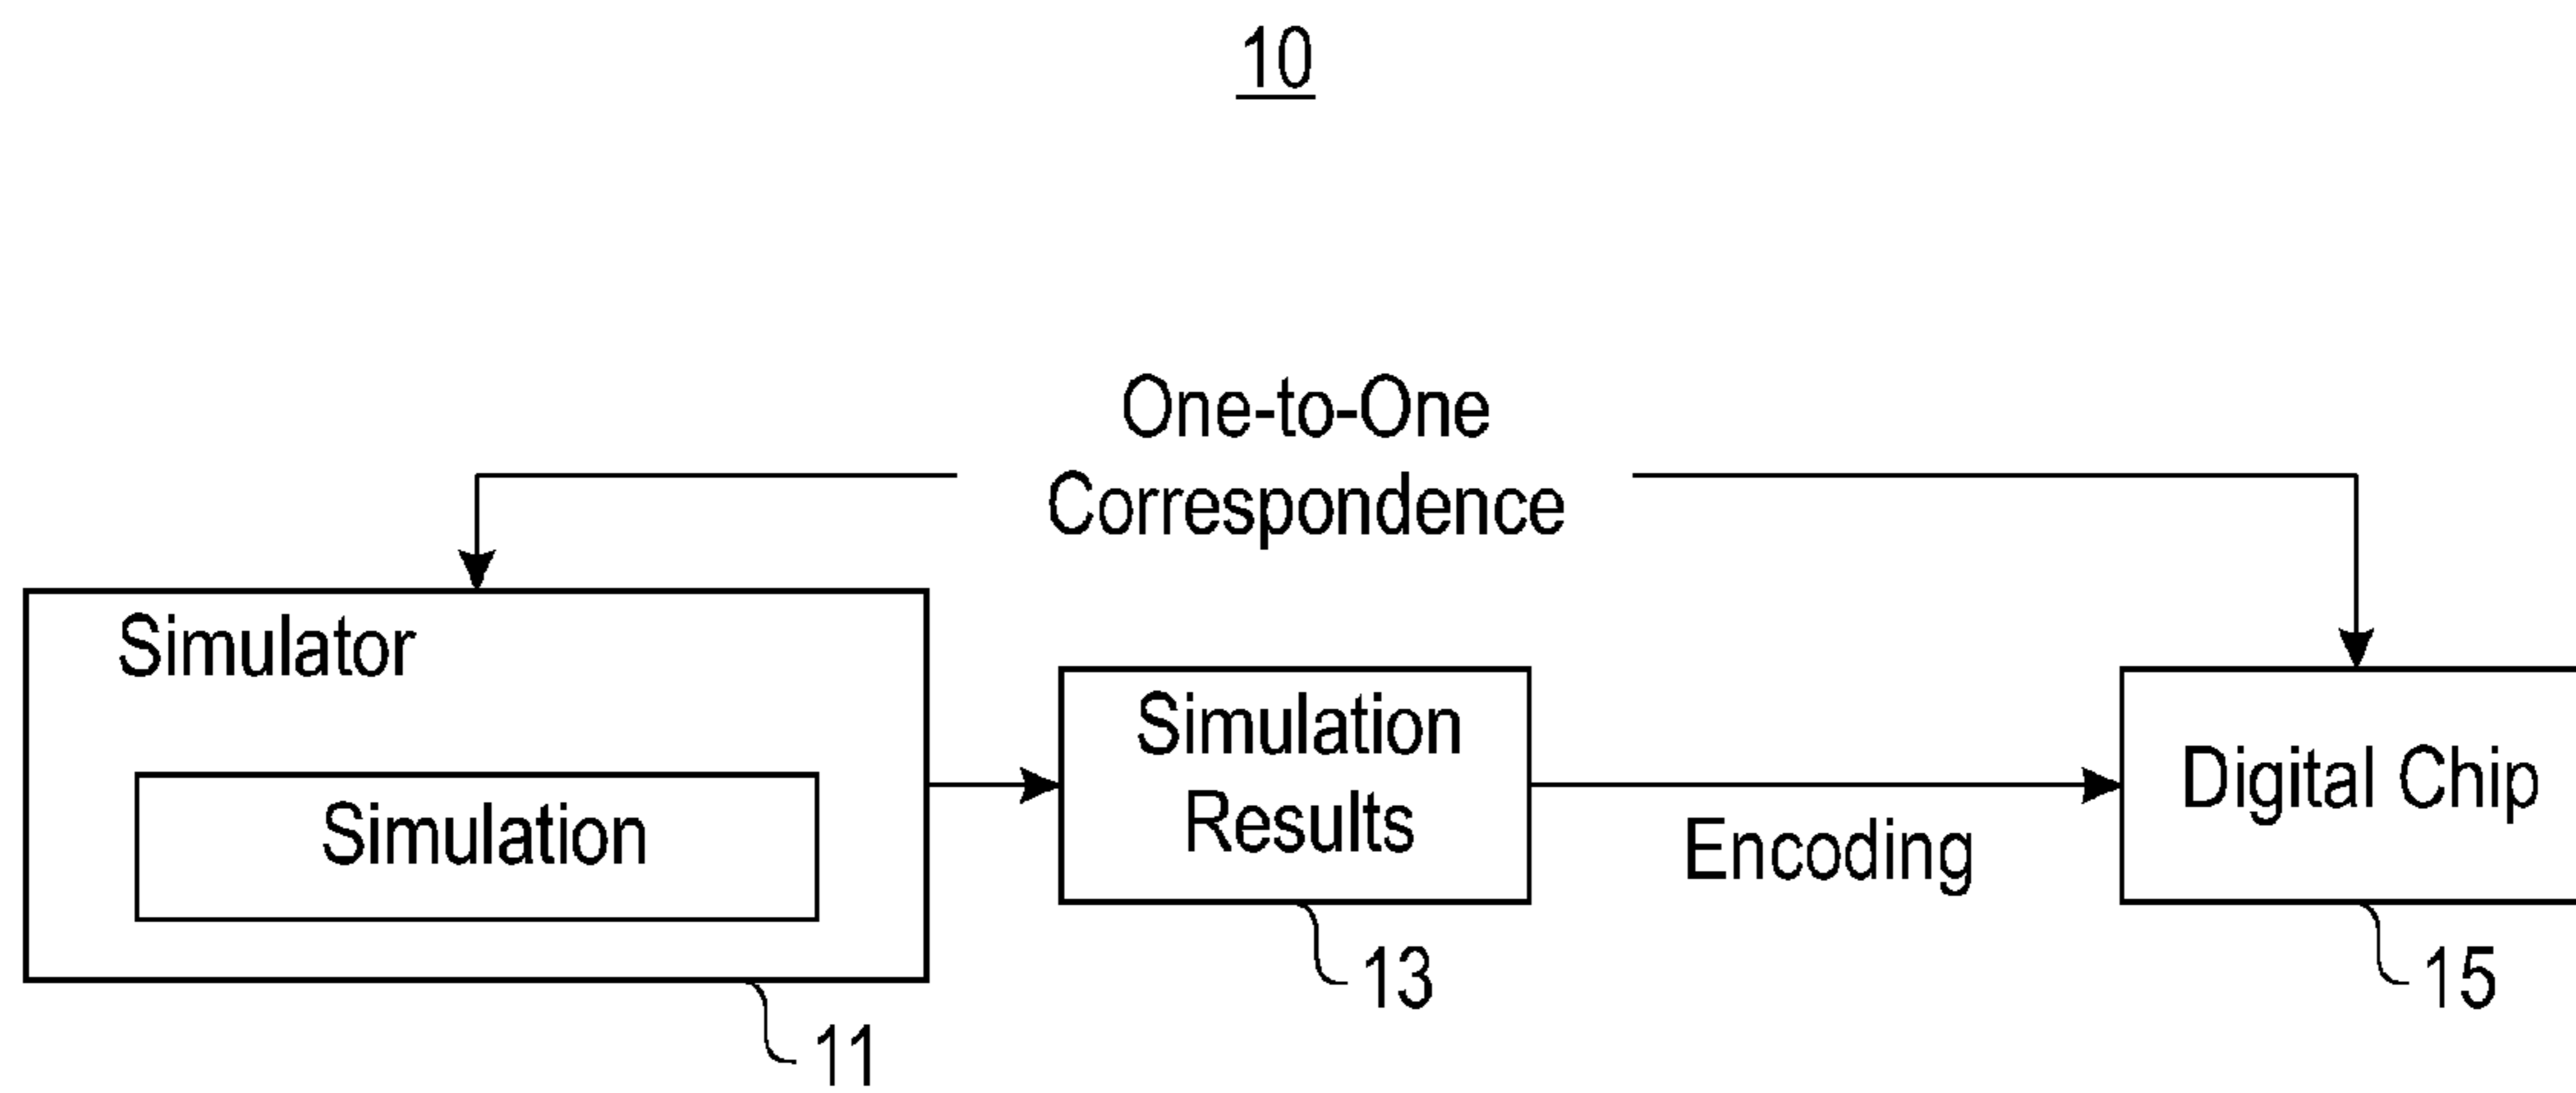 10
One-to-One
Correspondence
Simulator
Simulation
Simulation
Results
Digital Chip
Encoding
13
15
11